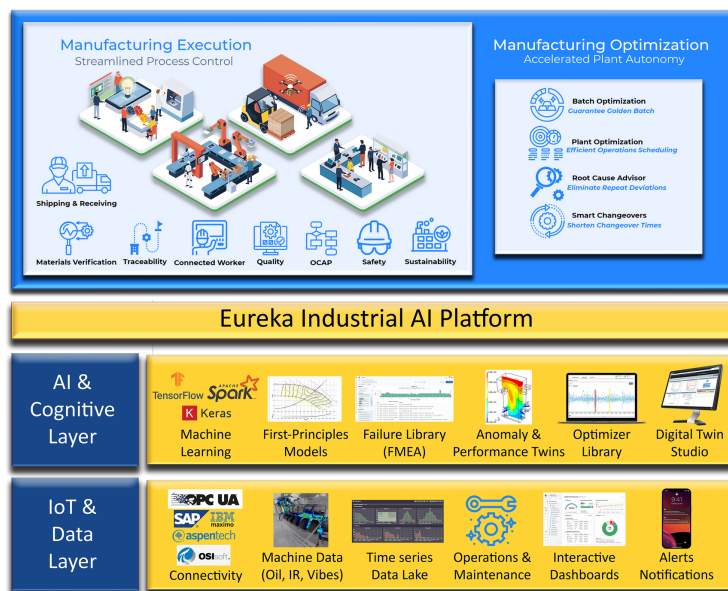 Manufacturing Execution
Streamlined Process Control
Shipping & Receiving
Materials Verification
Traceability
Connected Worker
Quality
OCAP
Safety
Sustainability
Manufacturing Optimization
Accelerated Plant Autonomy
Batch Optimization
Guarantee Golden Batch
Plant Optimization
Efficient Operations Scheduling
Root Cause Advisor
Eliminate Repeat Deviations
Smart Changeovers
Shorten Changeover Times
Eureka Industrial AI Platform
AI &
Cognitive
Layer
TensorFlow
APACHE
Spark
K Keras
Machine
Learning
First-Principles
Models
Failure Library
(FMEA)
Anomaly &
Performance Twins
Optimizer
Library
Digital Twin
Studio
IoT &
Data
Layer
OPC UA
SAP
IBM
maximo
aspentech
OSIsoft.
Connectivity
Machine Data
(Oil, IR, Vibes)
Time series
Data Lake
Operations &
Maintenance
Interactive
Dashboards
9:41
Alerts
Notifications